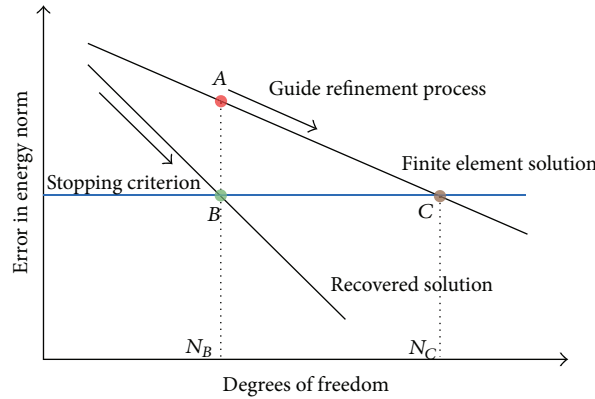 A
Guide refinement process
Finite element solution
Stopping criterion
B
C
Recovered solution
N_B
N_C
Degrees of freedom
Error in energy norm